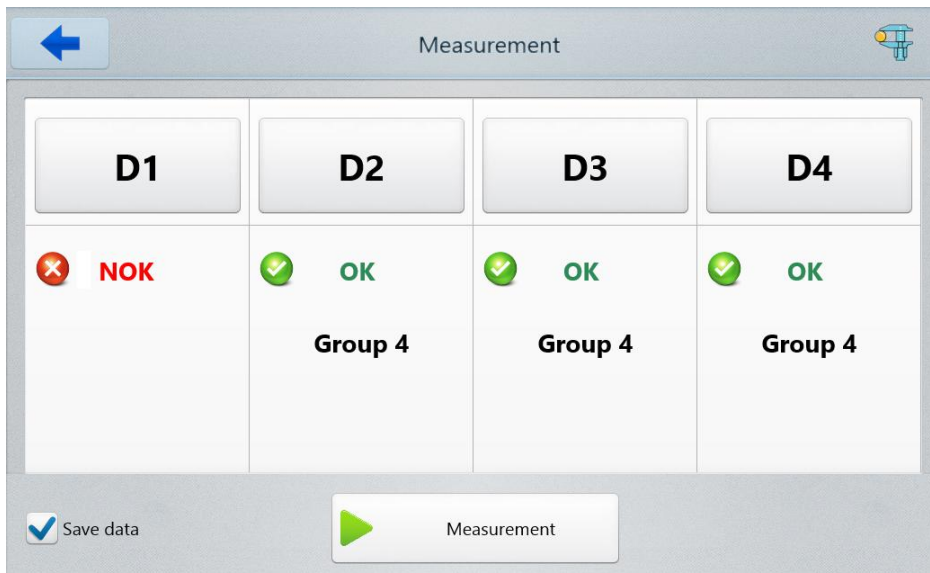 Measurement
D1 D2 D3 D4
NOK OK OK OK
Group 4 Group 4 Group 4
Save data
Measurement